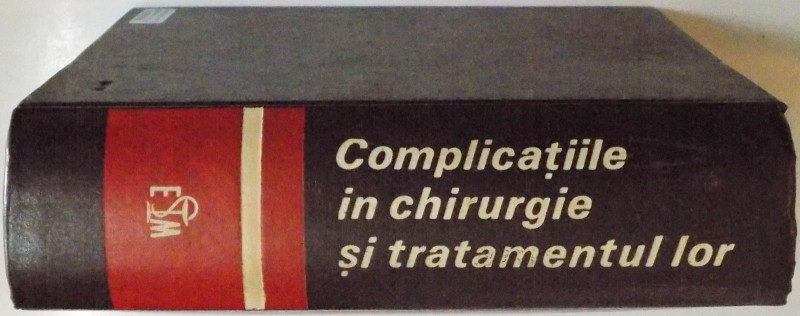 Complicațiile
in chirurgie
și tratamentul lor